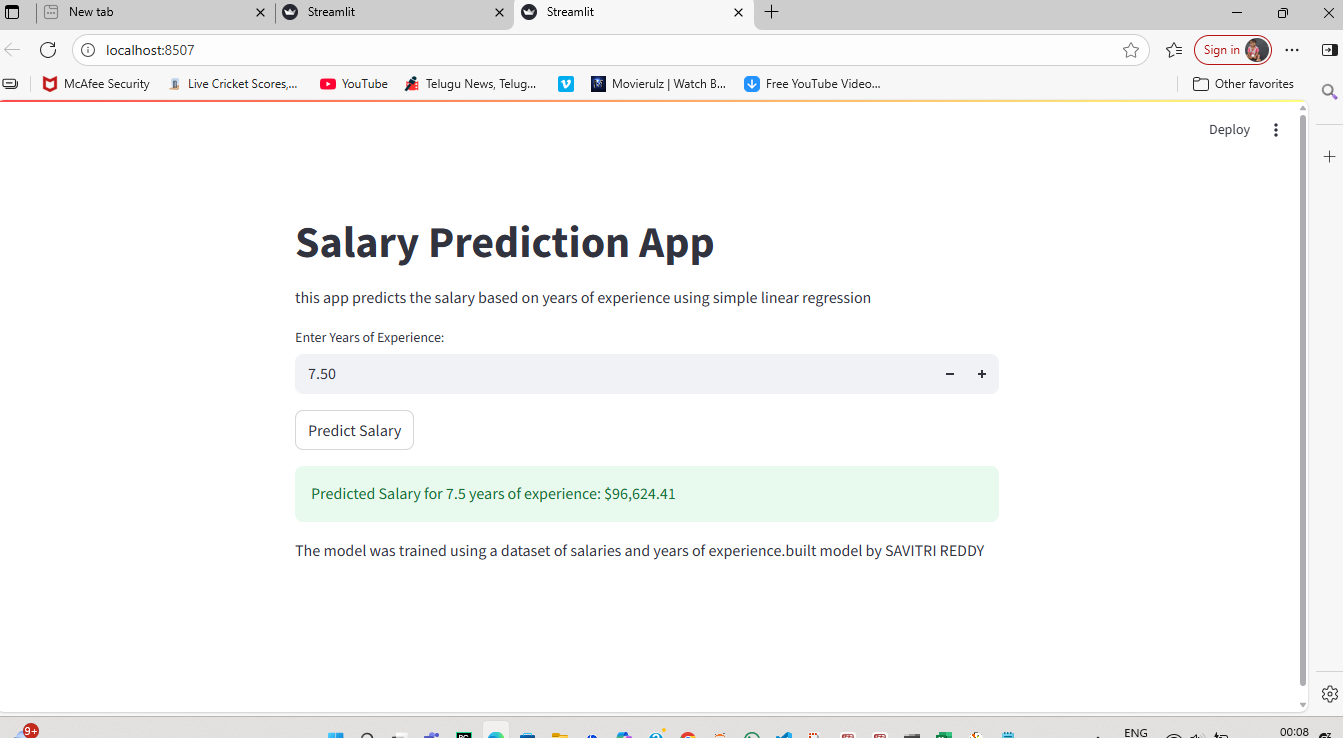 New tab
Streamlit
Streamlit
localhost:8507
Sign in
McAfee Security
Live Cricket Scores,...
YouTube
Telugu News, Telug...
Movierulz | Watch B...
Free YouTube Video...
Other favorites
Deploy
Salary Prediction App
this app predicts the salary based on years of experience using simple linear regression
Enter Years of Experience:
7.50
Predict Salary
Predicted Salary for 7.5 years of experience: $96,624.41
The model was trained using a dataset of salaries and years of experience.built model by SAVITRI REDDY
9+
ENG
00:08